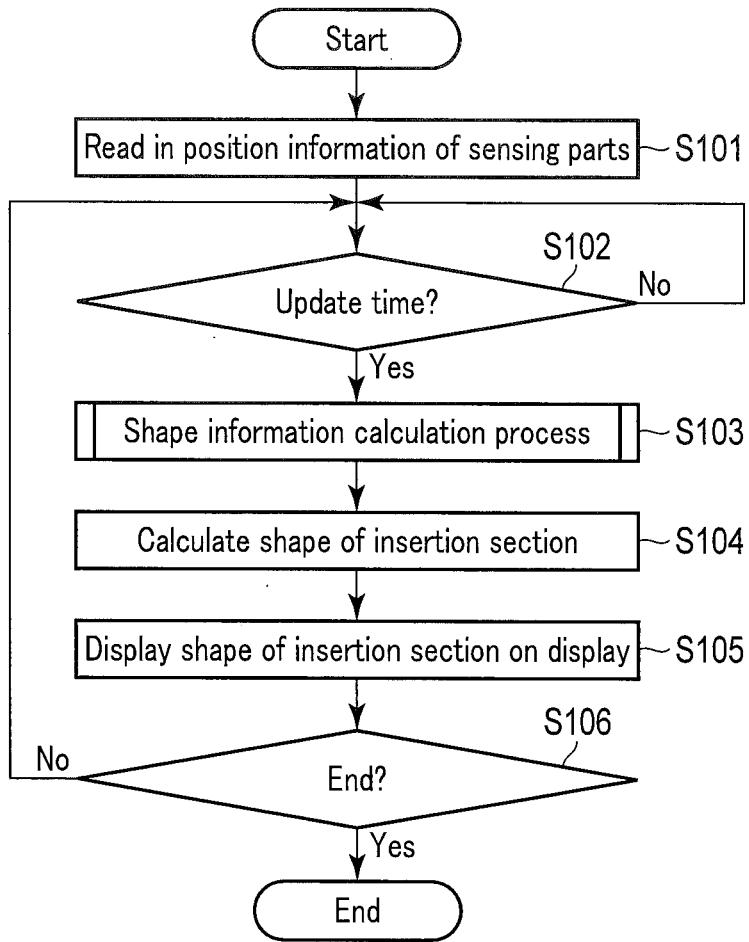 Start
Read in position information of sensing parts
S101
S102
Update time?
No
Yes
Shape information calculation process
S103
Calculate shape of insertion section
S104
Display shape of insertion section on display
S105
S106
No
End?
Yes
End